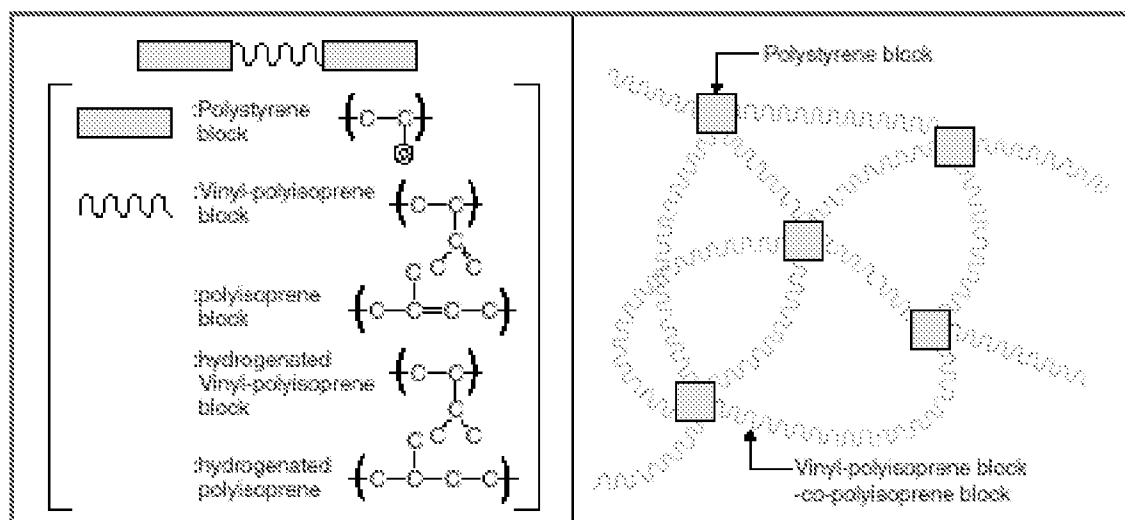 :Polystyrene
block
:Vinyl-polyisoprene
block
:polyisoprene
block
:hydrogenated
Vinyl-polyisoprene
block
:hydrogenated
polyisoprene
C C
C C
C
C C
C
C C C C
C C
C
C C
C
C C C C
Polystyrene block
Vinyl-polyisoprene block
-co-polyisoprene block